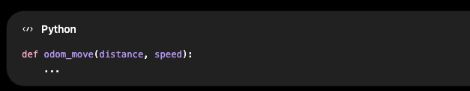 </> Python
def odom_move(distance, speed):
    ...